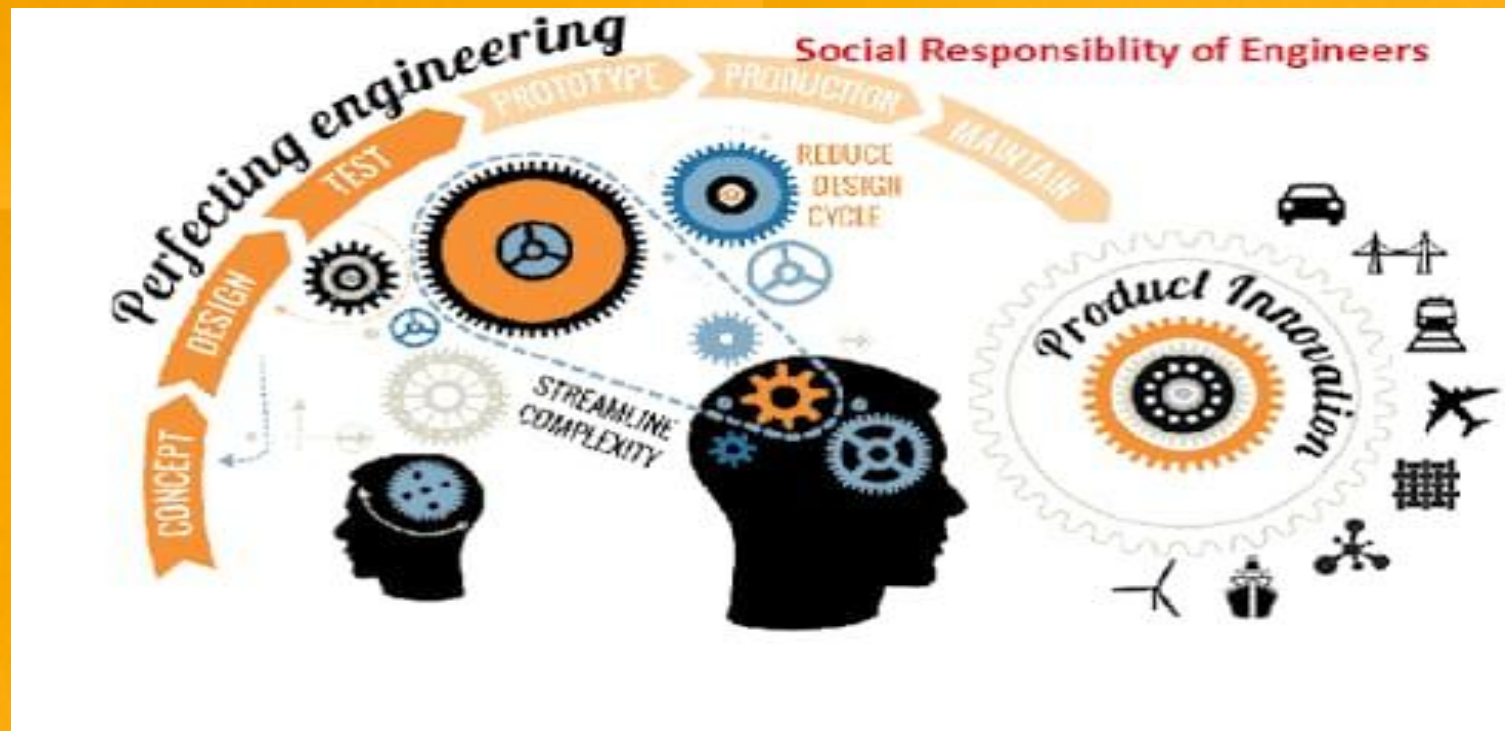 Perfecting engineering
Social Responsiblity of Engineers
CONCEPT
DESIGN
TEST
PROTOTYPE
PRODUCTION
MAINTAIN
REDUCE
DESIGN
CYCLE
STREAMLINE
COMPLEXITY
Product Innovation